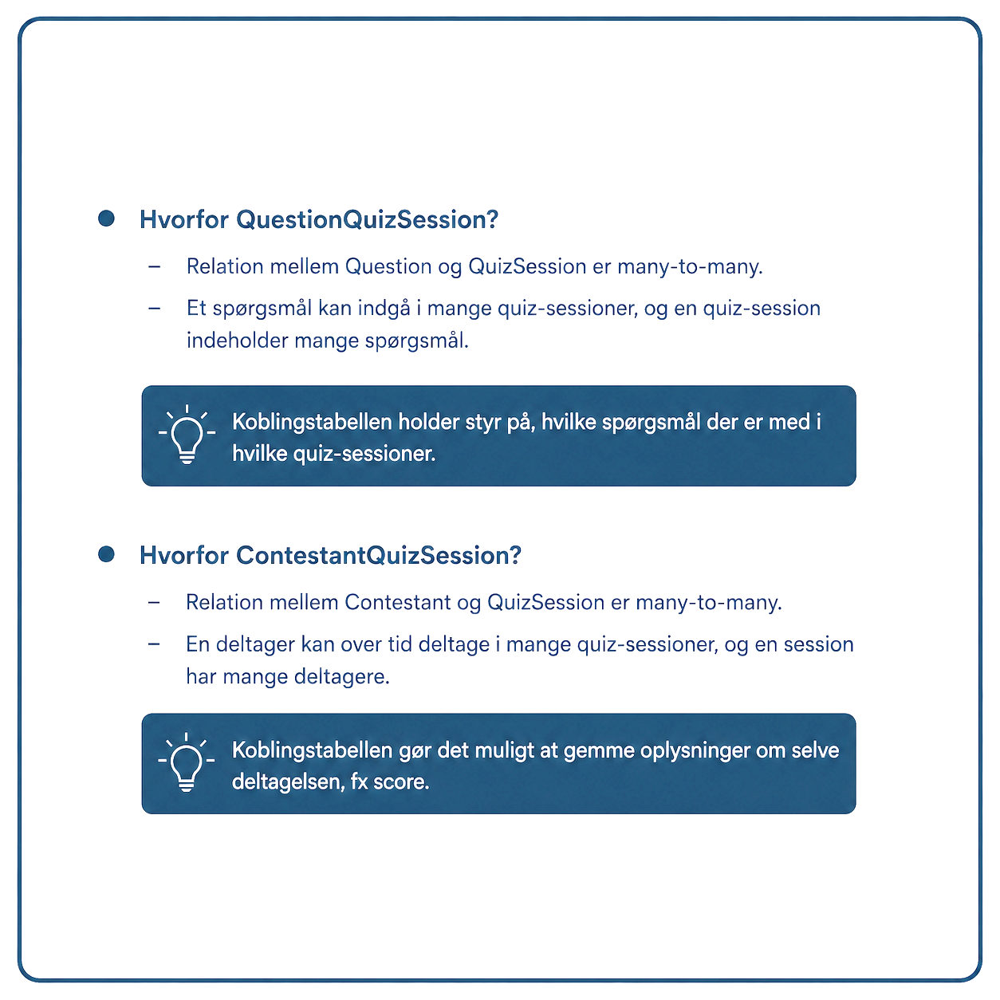 ● Hvorfor QuestionQuizSession?
– Relation mellem Question og QuizSession er many-to-many.
– Et spørgsmål kan indgå i mange quiz-sessioner, og en quiz-session
indeholder mange spørgsmål.
Koblingstabellen holder styr på, hvilke spørgsmål der er med i
hvilke quiz-sessioner.
● Hvorfor ContestantQuizSession?
– Relation mellem Contestant og QuizSession er many-to-many.
– En deltager kan over tid deltage i mange quiz-sessioner, og en session
har mange deltagere.
Koblingstabellen gør det muligt at gemme oplysninger om selve
deltagelsen, fx score.